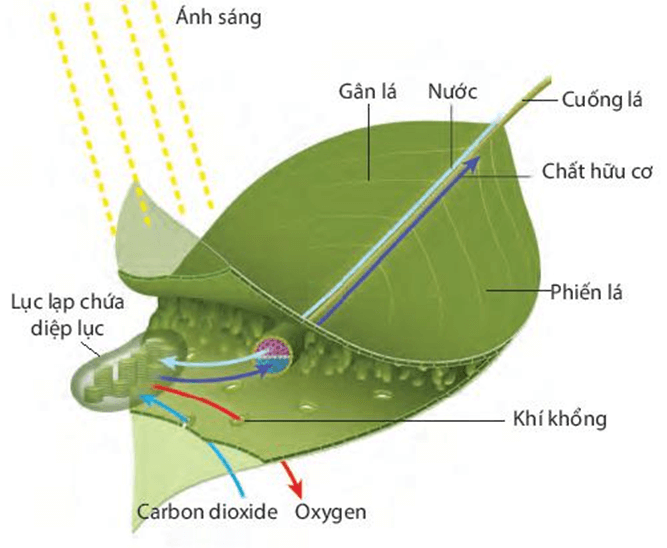 Ánh sáng
Gân lá
Nước
Cuống lá
Chất hữu cơ
Phiến lá
Lục lạp chứa
diệp lục
Khí khổng
Carbon dioxide
Oxygen